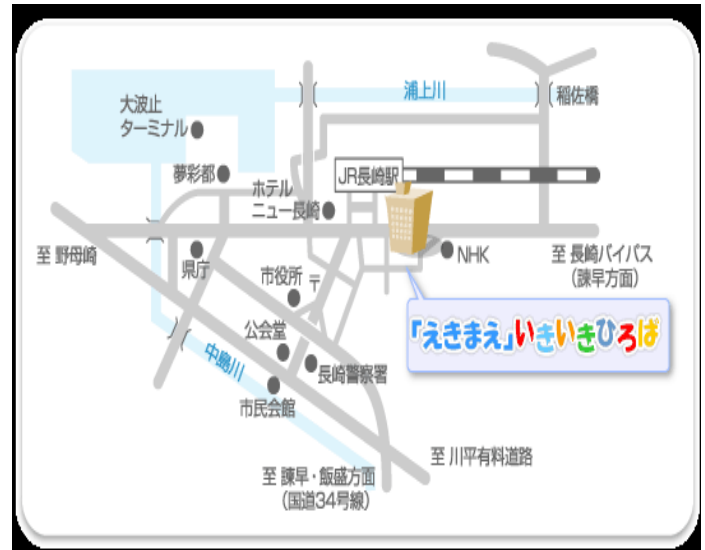 浦上川
稲佐橋
大波止
ターミナル
夢彩都
ホテル
ニュー長崎
JR長崎駅
至 野母崎
県庁
市役所
〒
NHK
至 長崎バイパス
(諫早方面)
「えきまえ」いきいきひろば
公会堂
長崎警察署
中島川
市民会館
至 川平有料道路
至 諫早・飯盛方面
(国道34号線)